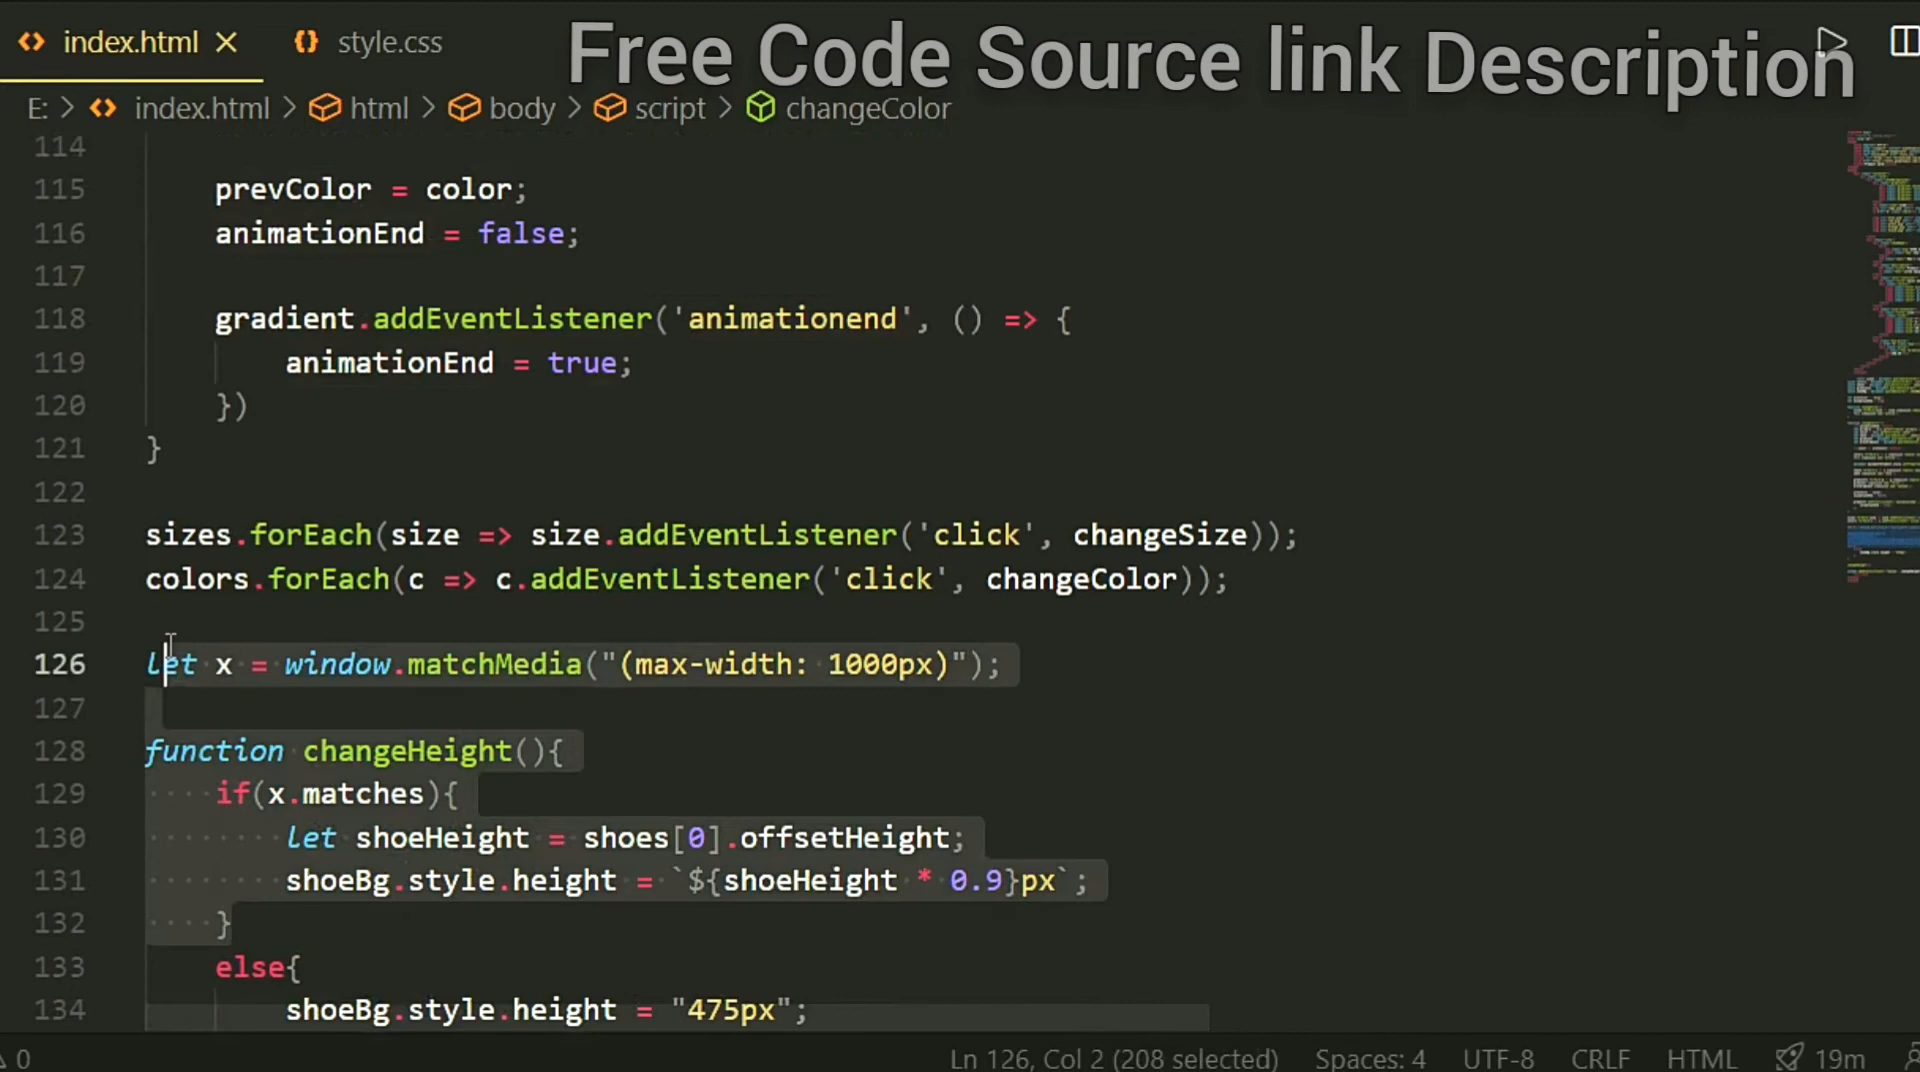 index.html
style.css
Free Code Source link Description
E: > index.html > html > body > script > changeColor
114
115 prevColor = color;
116 animationEnd = false;
117
118 gradient.addEventListener('animationend', () => {
119 animationEnd = true;
120 })
121 }
122
123 sizes.forEach(size => size.addEventListener('click', changeSize));
124 colors.forEach(c => c.addEventListener('click', changeColor));
125
126 let x = window.matchMedia("(max-width: 1000px)");
127
128 function changeHeight(){
129 if(x.matches){
130 let shoeHeight = shoes[0].offsetHeight;
131 shoeBg.style.height = `${shoeHeight * 0.9}px`;
132 }
133 else{
134 shoeBg.style.height = "475px";
0 Ln 126, Col 2 (208 selected) Spaces: 4 UTF-8 CRLF HTML 19m